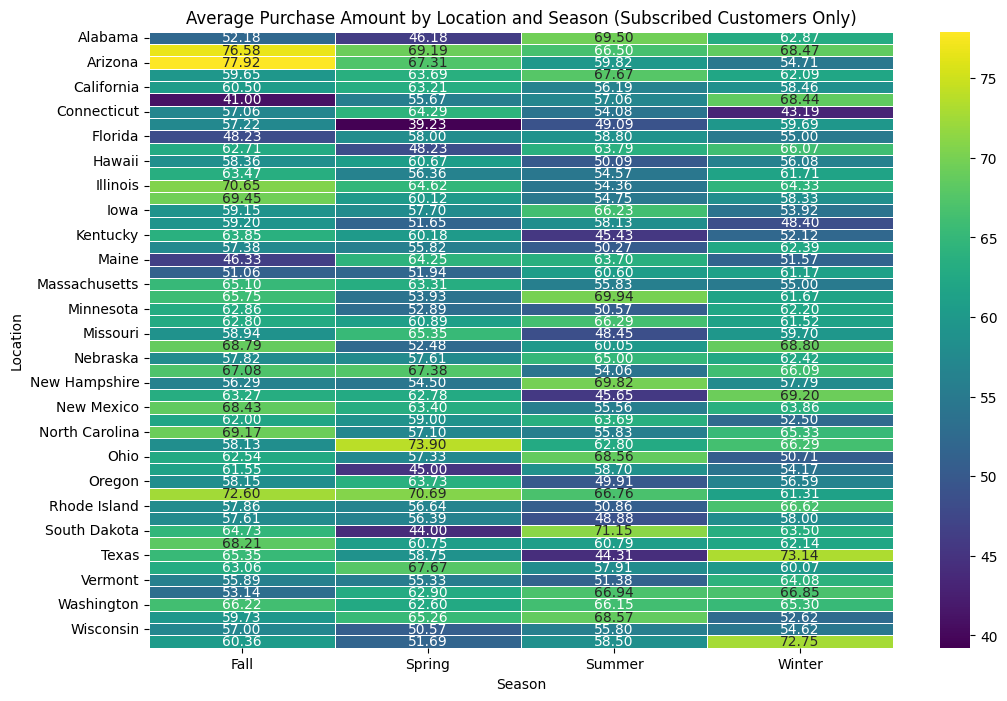 Average Purchase Amount by Location and Season (Subscribed Customers Only)
Alabama 52.18 46.18 69.50 62.87
76.58 69.19 66.50 68.47
Arizona 77.92 67.31 59.82 54.71
59.65 63.69 67.67 62.09
California 60.50 63.21 56.19 58.46
41.00 55.67 57.06 68.44
Connecticut 57.06 64.29 54.08 43.19
57.22 39.23 49.09 59.69
Florida 48.23 58.00 58.80 55.00
62.71 48.23 63.79 66.07
Hawaii 58.36 60.67 50.09 56.08
63.47 56.36 54.57 61.71
Illinois 70.65 64.62 54.36 64.33
69.45 60.12 54.75 58.33
Iowa 59.15 57.70 66.23 53.92
59.20 51.65 58.13 48.40
Kentucky 63.85 60.18 45.43 52.12
57.38 55.82 50.27 62.39
Maine 46.33 64.25 63.70 51.57
51.06 51.94 60.60 61.17
Massachusetts 65.10 63.31 55.83 55.00
65.75 53.93 69.94 61.67
Minnesota 62.86 52.89 50.57 62.20
62.80 60.89 66.29 61.52
Missouri 58.94 65.35 48.45 59.70
68.79 52.48 60.05 68.80
Nebraska 57.82 57.61 65.00 62.42
67.08 67.38 54.06 66.09
New Hampshire 56.29 54.50 69.82 57.79
63.27 62.78 45.65 69.20
New Mexico 68.43 63.40 55.56 63.86
62.00 59.00 63.69 52.50
North Carolina 69.17 57.10 55.83 65.33
58.13 73.90 62.80 66.29
Ohio 62.54 57.33 68.56 50.71
61.55 45.00 58.70 54.17
Oregon 58.15 63.73 49.91 56.59
72.60 70.69 66.76 61.31
Rhode Island 57.86 56.64 50.86 66.62
57.61 56.39 48.88 58.00
South Dakota 64.73 44.00 71.15 63.50
68.21 60.75 60.79 62.14
Texas 65.35 58.75 44.31 73.14
63.06 67.67 57.91 60.07
Vermont 55.89 55.33 51.38 64.08
53.14 62.90 66.94 66.85
Washington 66.22 62.60 66.15 65.30
59.73 65.26 68.57 52.62
Wisconsin 57.00 50.57 55.80 54.62
60.36 51.69 58.50 72.75
Fall Spring Summer Winter
Season
Location
75
70
65
60
55
50
45
40